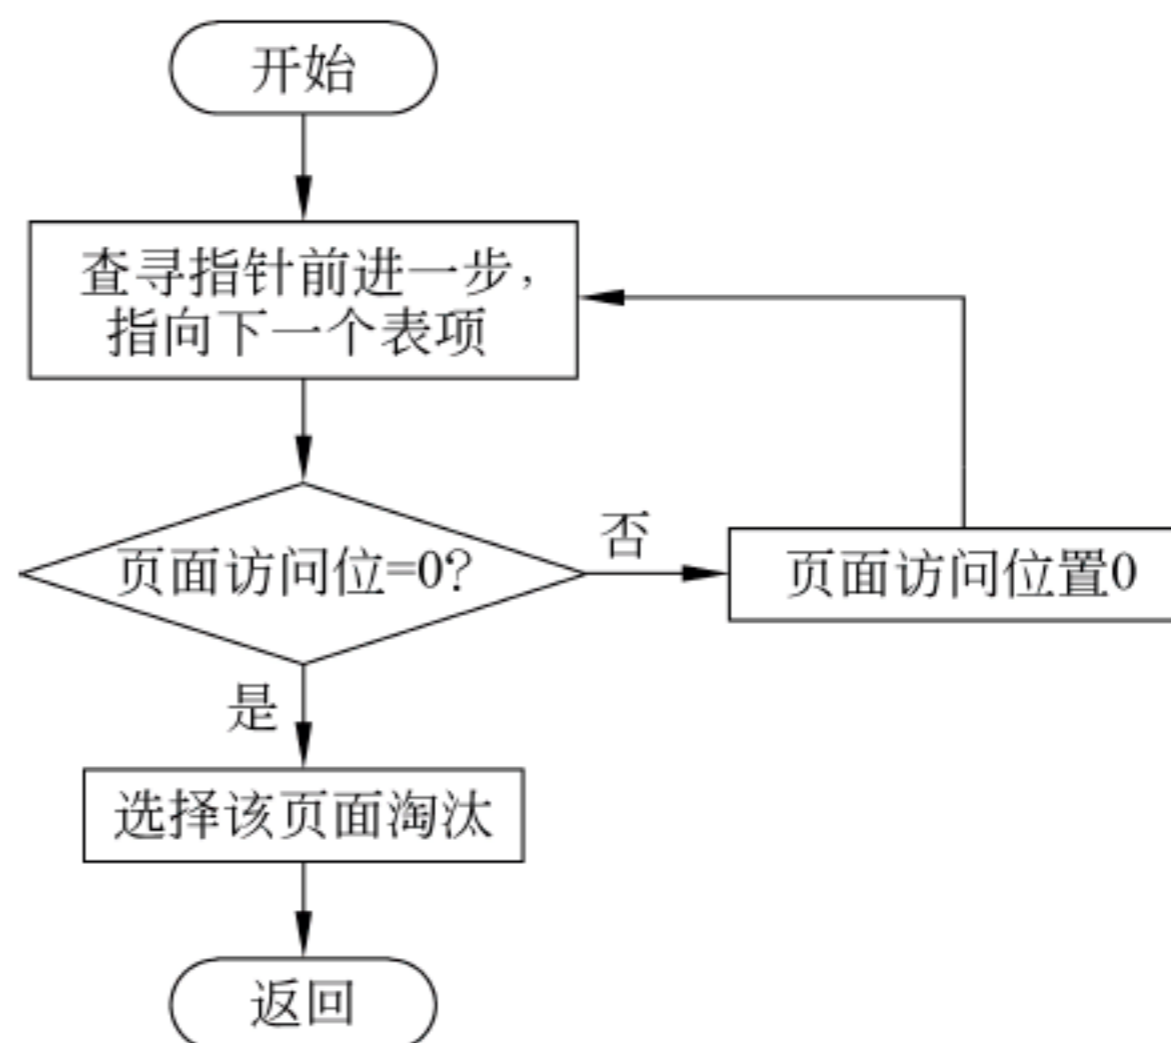 开始
查寻指针前进一步,
指向下一个表项
页面访问位=0?
否
页面访问位置0
是
选择该页面淘汰
返回